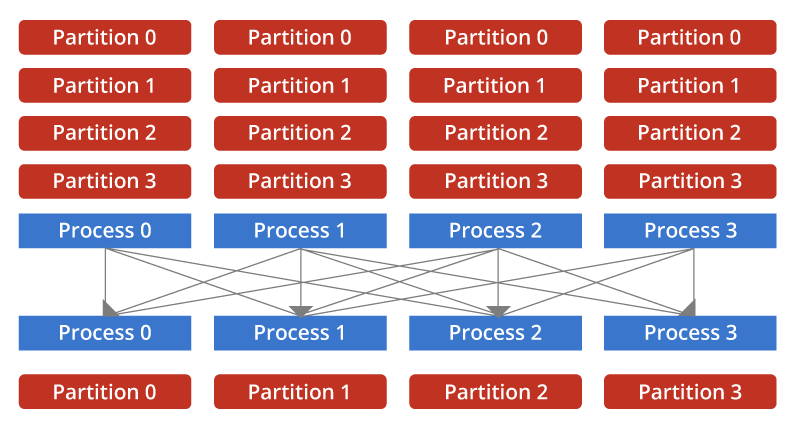 Partition 0 Partition 0 Partition 0 Partition 0
Partition 1 Partition 1 Partition 1 Partition 1
Partition 2 Partition 2 Partition 2 Partition 2
Partition 3 Partition 3 Partition 3 Partition 3
Process 0 Process 1 Process 2 Process 3
Process 0 Process 1 Process 2 Process 3
Partition 0 Partition 1 Partition 2 Partition 3